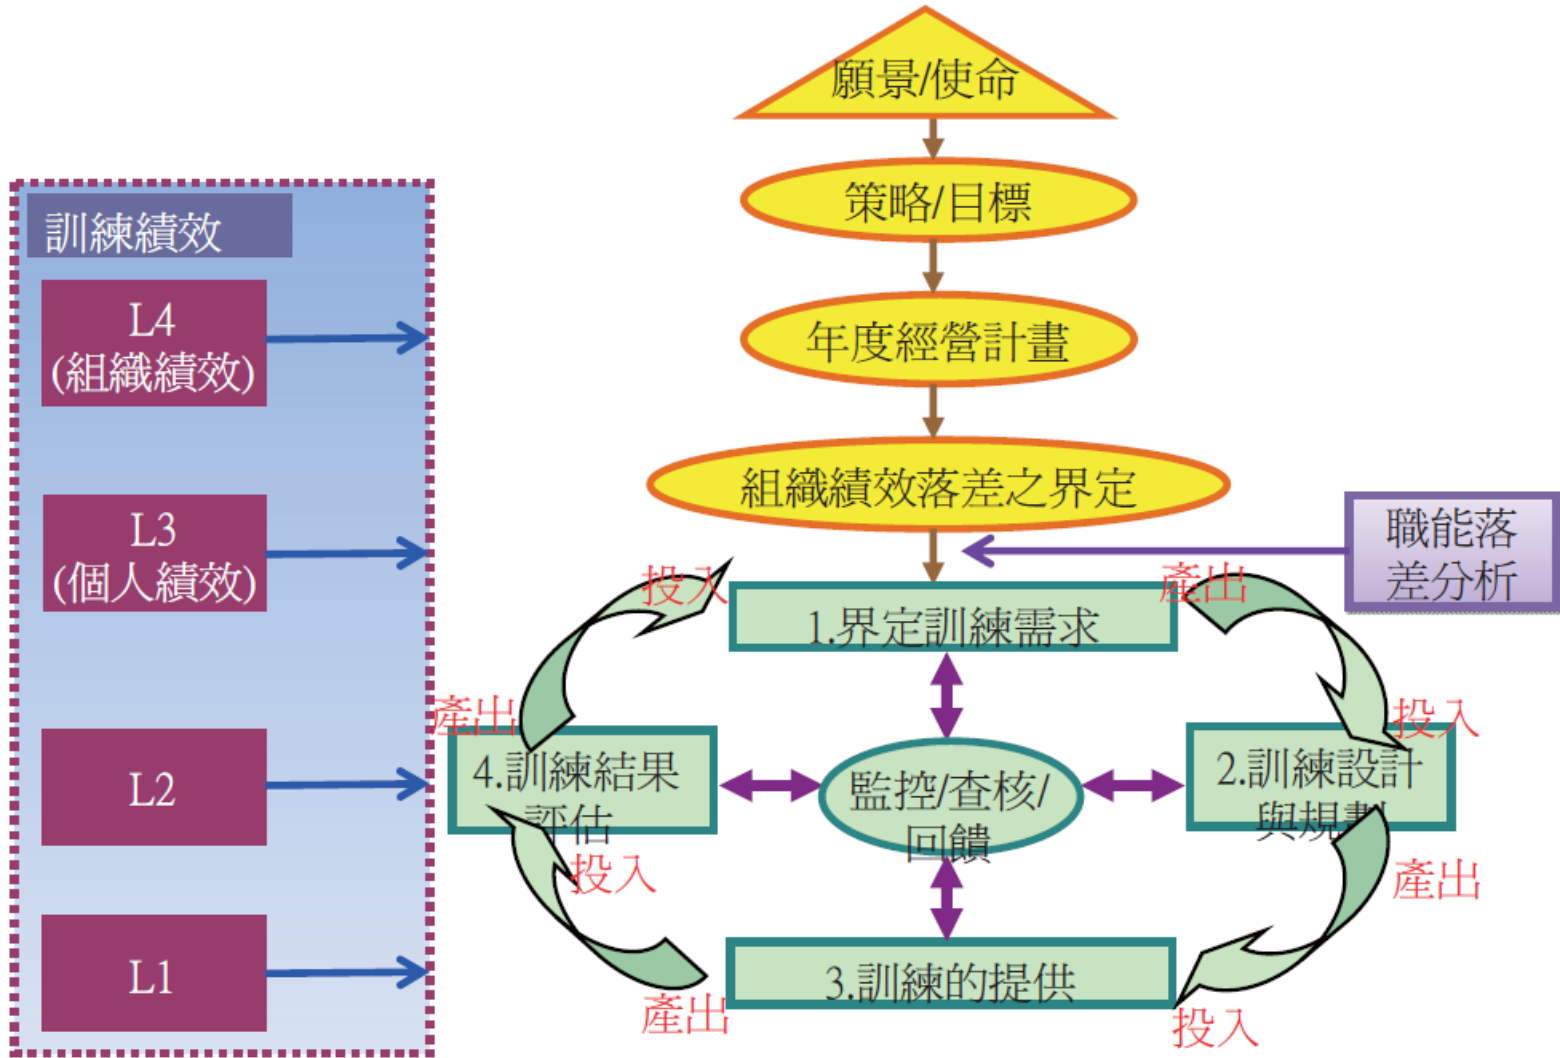 願景/使命
策略/目標
年度經營計畫
組織績效落差之界定
職能落
差分析
訓練績效
L4
(組織績效)
L3
(個人績效)
L2
L1
投入
1.界定訓練需求
產出
投入
2.訓練設計
與規劃
產出
投入
3.訓練的提供
產出
投入
4.訓練結果
評估
產出
監控/查核/
回饋